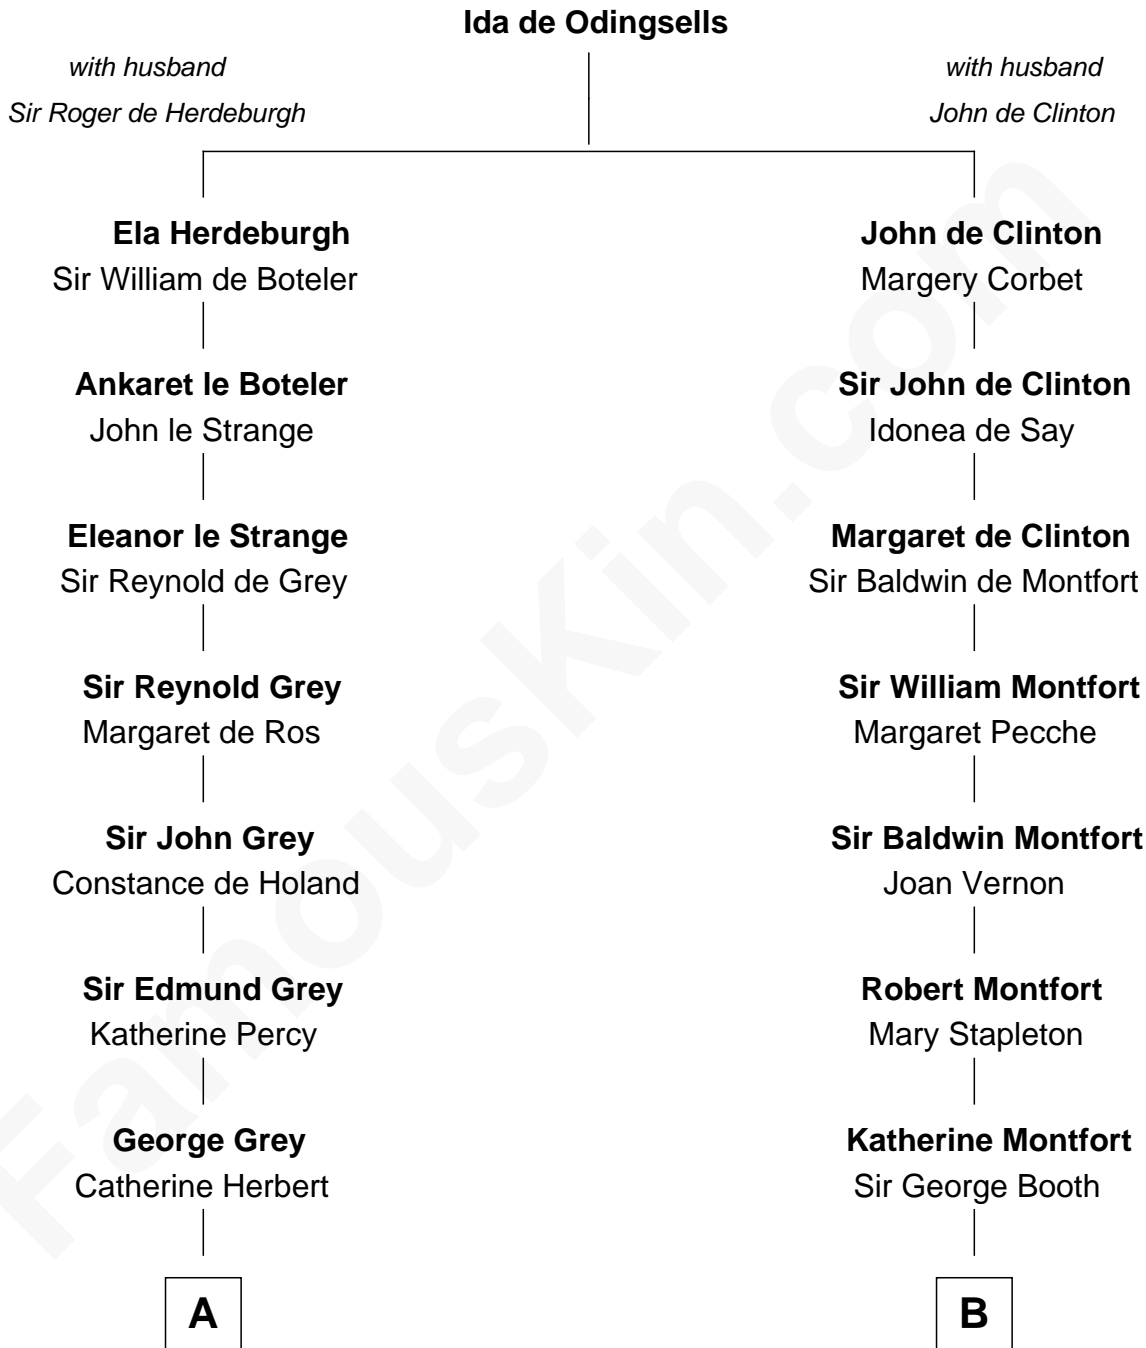 Ida de Odingsells
with husband
Sir Roger de Herdeburgh
with husband
John de Clinton
Ela Herdeburgh
Sir William de Boteler
Ankaret le Boteler
John le Strange
Eleanor le Strange
Sir Reynold de Grey
Sir Reynold Grey
Margaret de Ros
Sir John Grey
Constance de Holand
Sir Edmund Grey
Katherine Percy
George Grey
Catherine Herbert
A
John de Clinton
Margery Corbet
Sir John de Clinton
Idonea de Say
Margaret de Clinton
Sir Baldwin de Montfort
Sir William Montfort
Margaret Pecche
Sir Baldwin Montfort
Joan Vernon
Robert Montfort
Mary Stapleton
Katherine Montfort
Sir George Booth
B
FamousKin.com